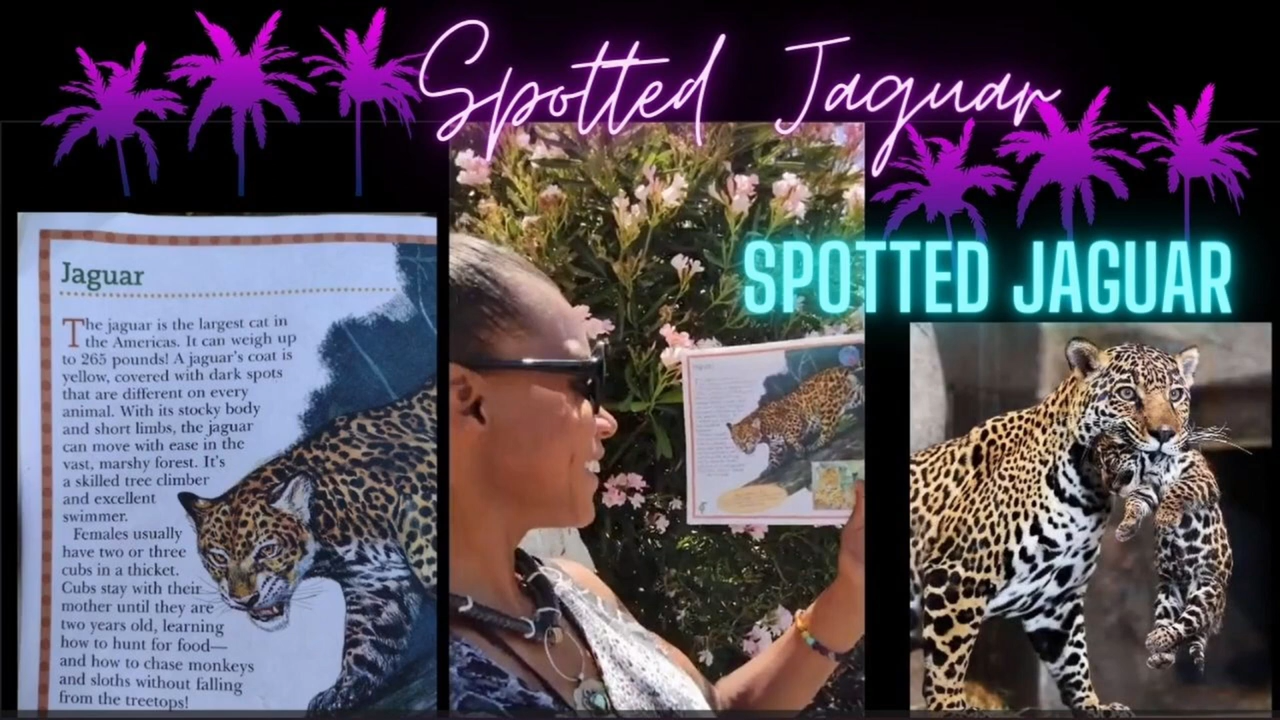 Spotted Jaguar
SPOTTED JAGUAR
Jaguar
The jaguar is the largest cat in
the Americas. It can weigh up
to 265 pounds! A jaguar's coat is
yellow, covered with dark spots
that are different on every
animal. With its stocky body
and short limbs, the jaguar
can move with ease in the
vast, marshy forest. It's
a skilled tree climber
and excellent
swimmer.
Females usually
have two or three
cubs in a thicket.
Cubs stay with their
mother until they are
two years old, learning
how to hunt for food—
and how to chase monkeys
and sloths without falling
from the treetops!